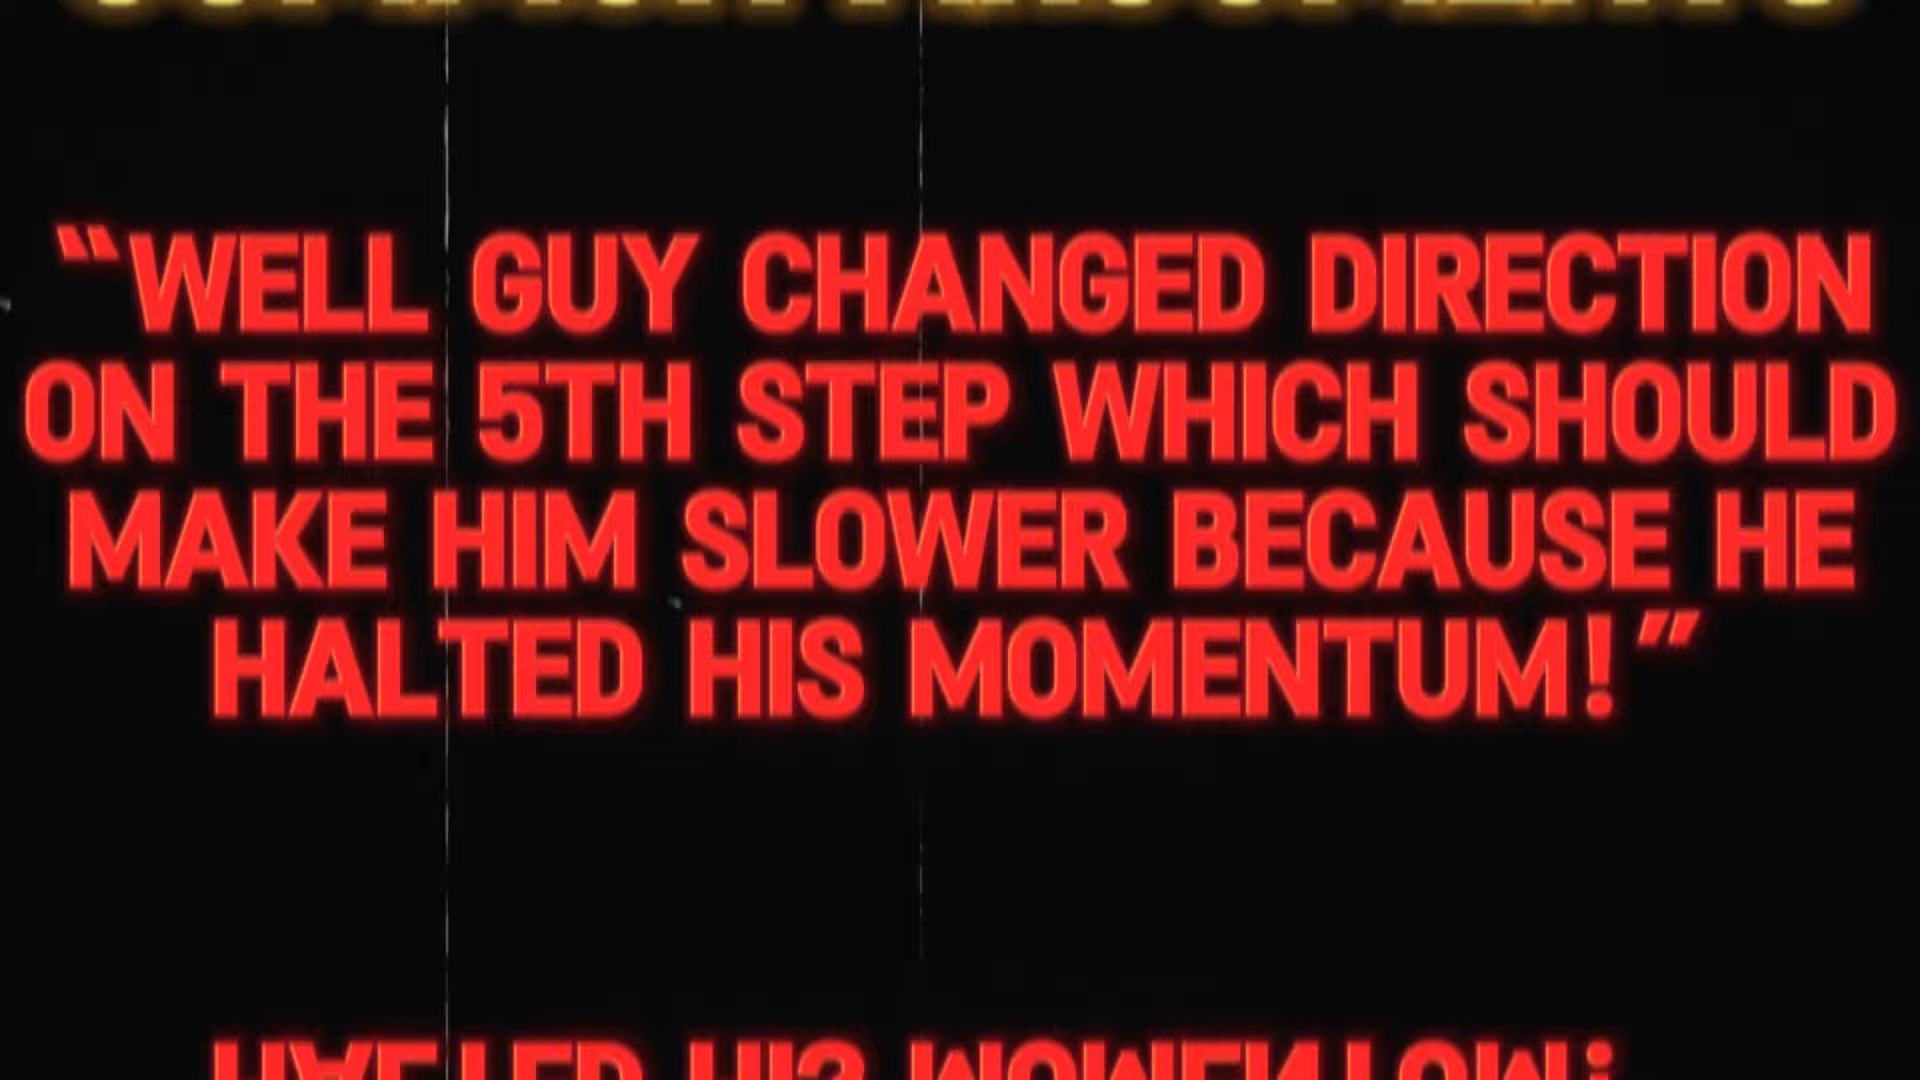 “WELL GUY CHANGED DIRECTION
ON THE 5TH STEP WHICH SHOULD
MAKE HIM SLOWER BECAUSE HE
HALTED HIS MOMENTUM!”